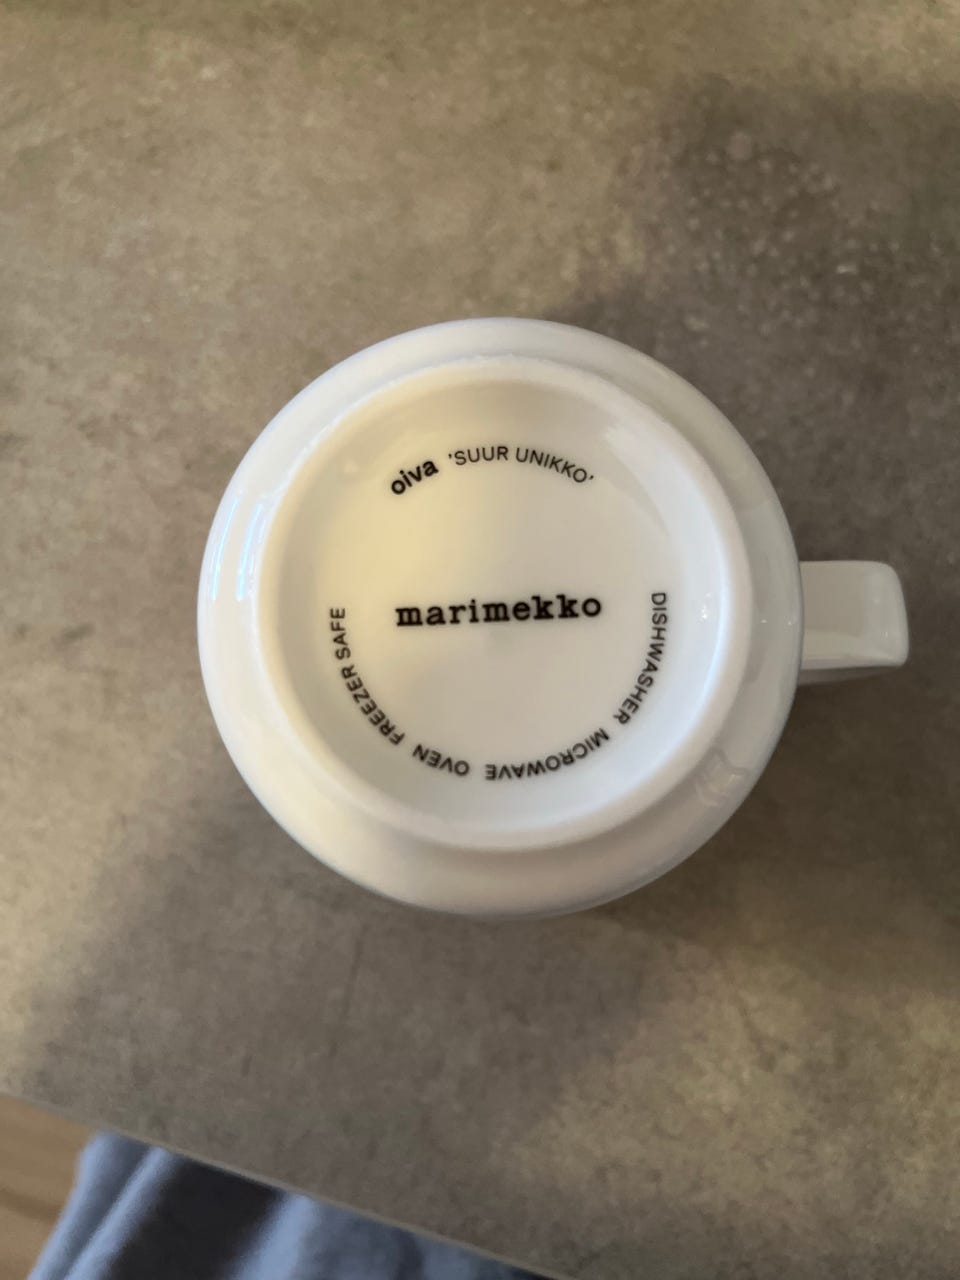 oiva 'SUUR UNIKKO'
marimekko
DISHWASHER MICROWAVE OVEN FREEZER SAFE